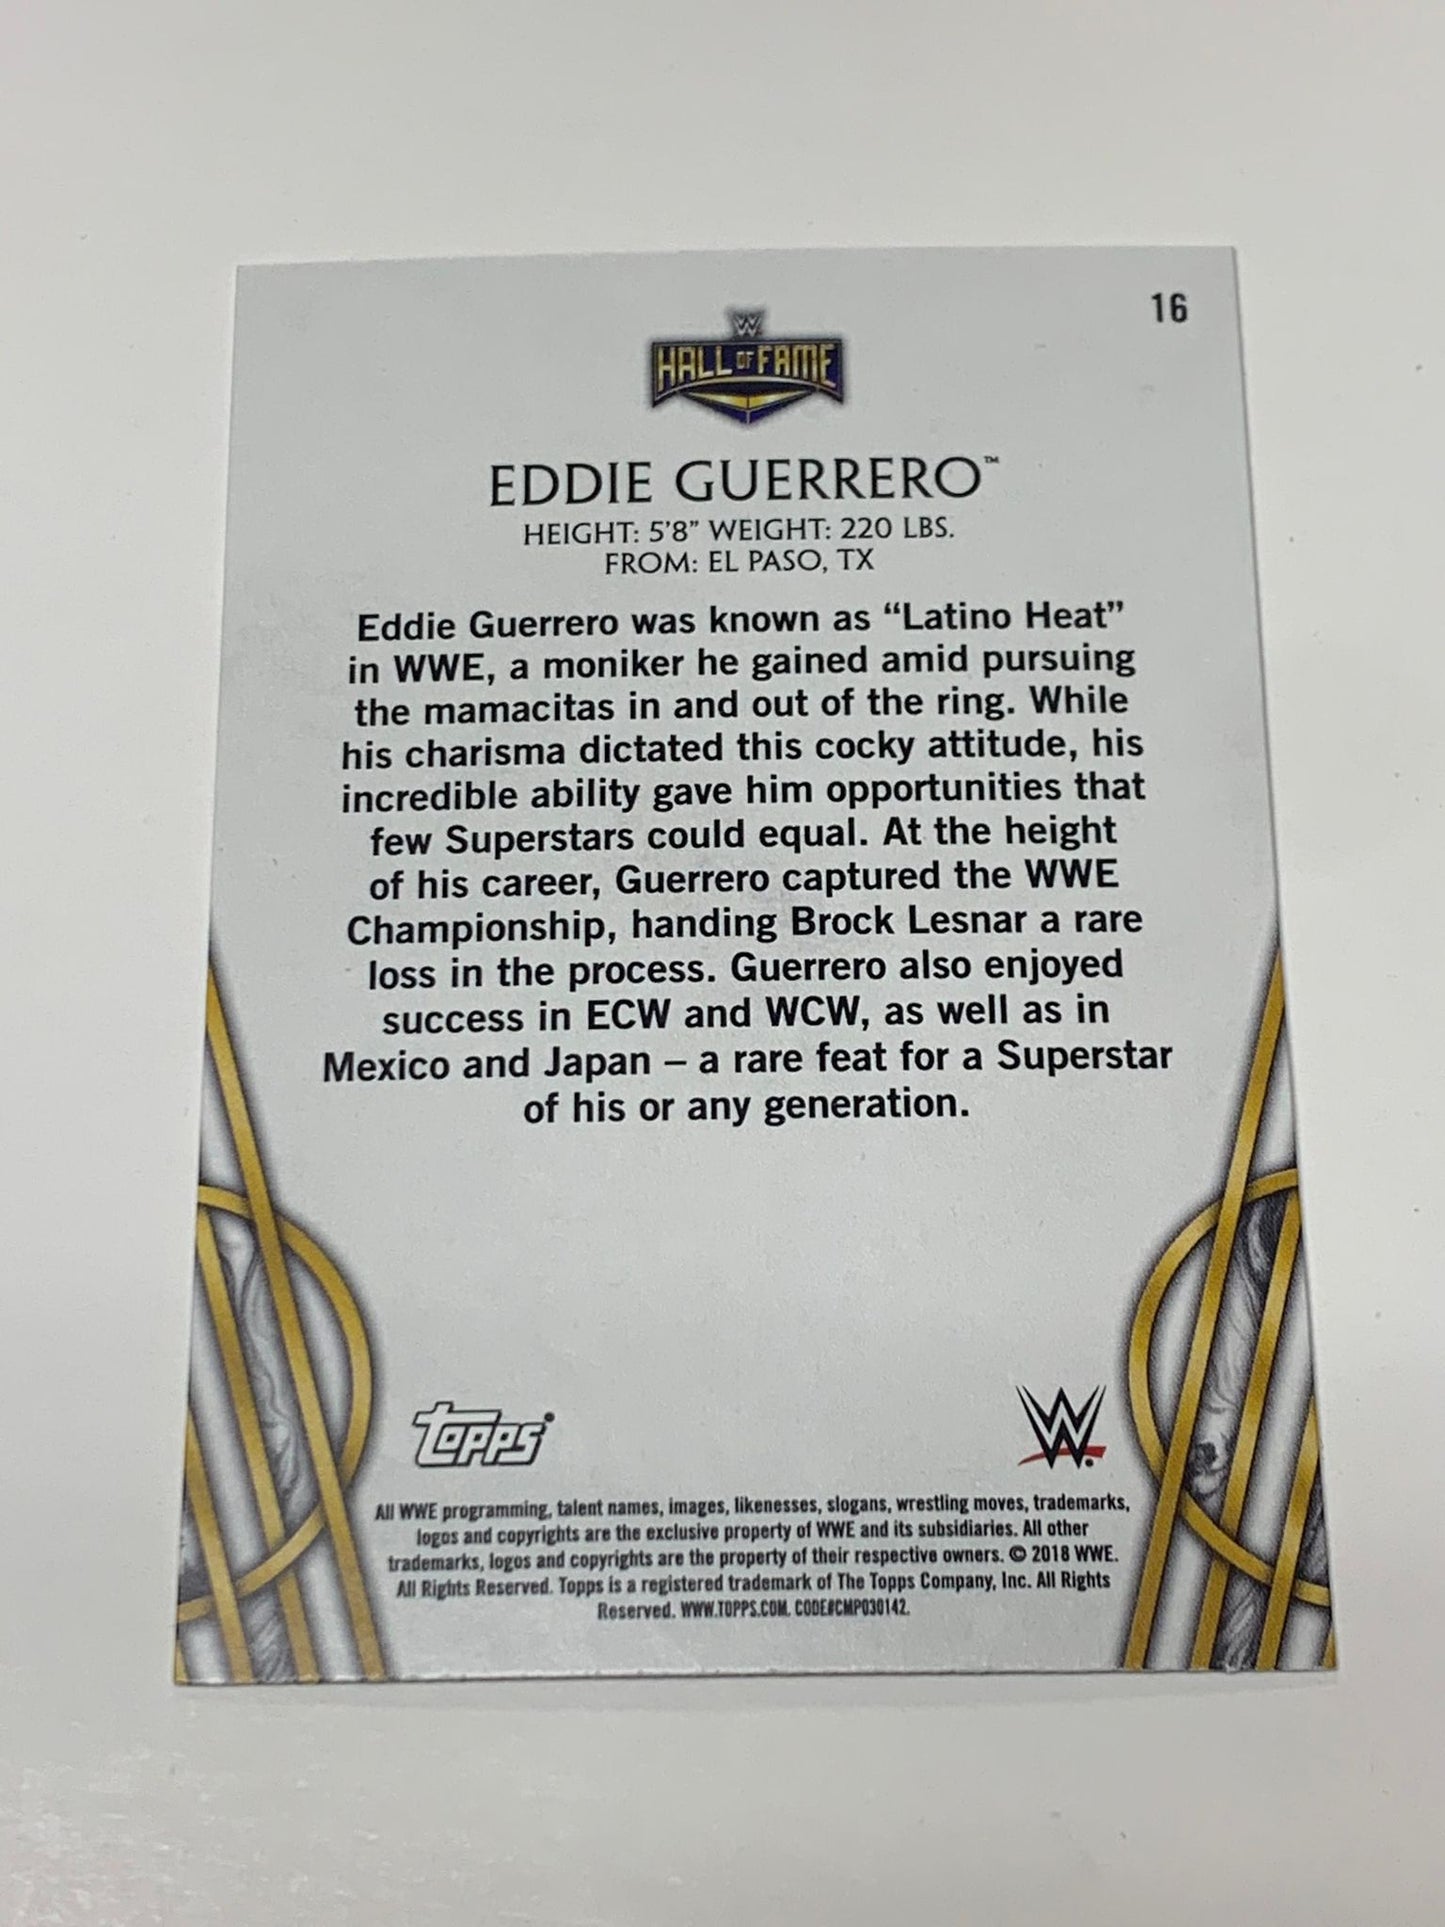 16
W
HALL OF FAME
EDDIE GUERRERO™
HEIGHT: 5'8" WEIGHT: 220 LBS.
FROM: EL PASO, TX
Eddie Guerrero was known as “Latino Heat”
in WWE, a moniker he gained amid pursuing
the mamacitas in and out of the ring. While
his charisma dictated this cocky attitude, his
incredible ability gave him opportunities that
few Superstars could equal. At the height
of his career, Guerrero captured the WWE
Championship, handing Brock Lesnar a rare
loss in the process. Guerrero also enjoyed
success in ECW and WCW, as well as in
Mexico and Japan – a rare feat for a Superstar
of his or any generation.
Topps®
W
All WWE programming, talent names, images, likenesses, slogans, wrestling moves, trademarks,
logos and copyrights are the exclusive property of WWE and its subsidiaries. All other
trademarks, logos and copyrights are the property of their respective owners. © 2018 WWE.
All Rights Reserved. Topps is a registered trademark of The Topps Company, Inc. All Rights
Reserved. WWW.TOPPS.COM. CODE#CMP030142.